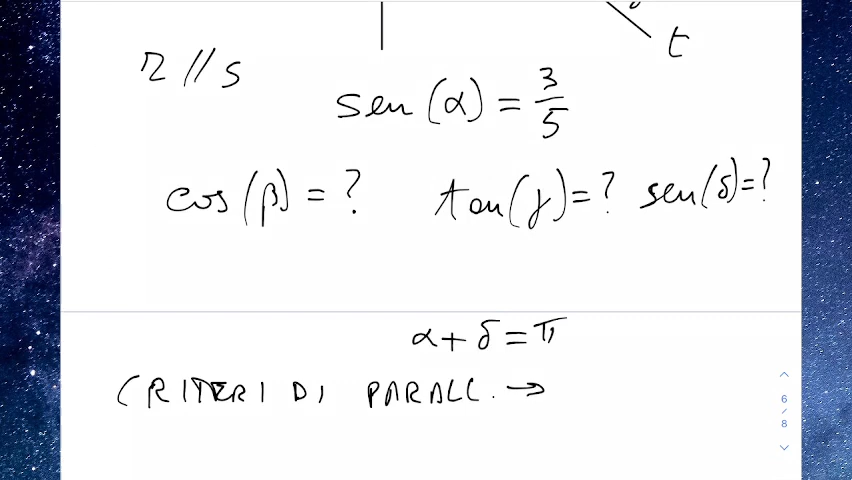 t
r // s
sen (α) = 3/5
cos (β) = ? tan (γ) = ? sen (δ) = ?
α + δ = π
CRITERI DI PARALL. →
6
/
8